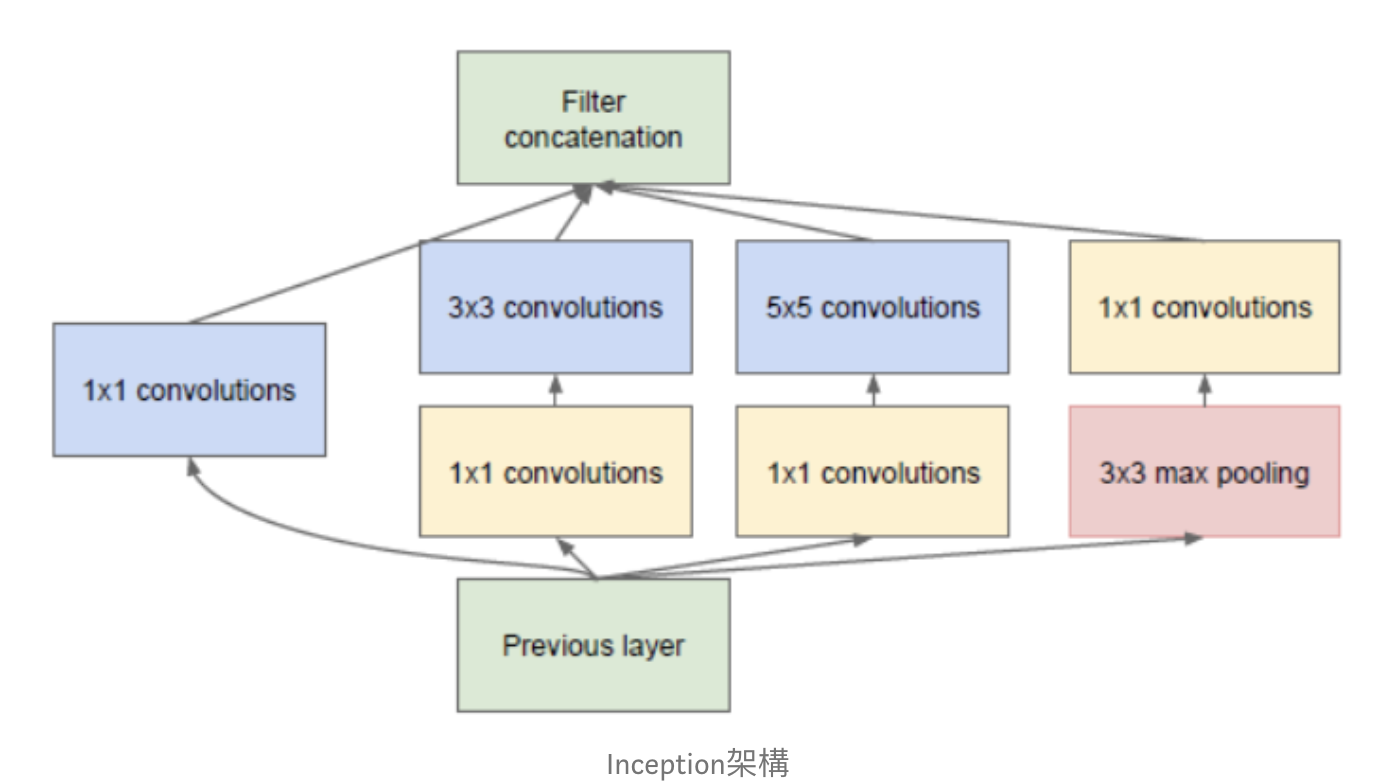 Filter
concatenation
3x3 convolutions
5x5 convolutions
1x1 convolutions
1x1 convolutions
1x1 convolutions
1x1 convolutions
3x3 max pooling
Previous layer
Inception架構